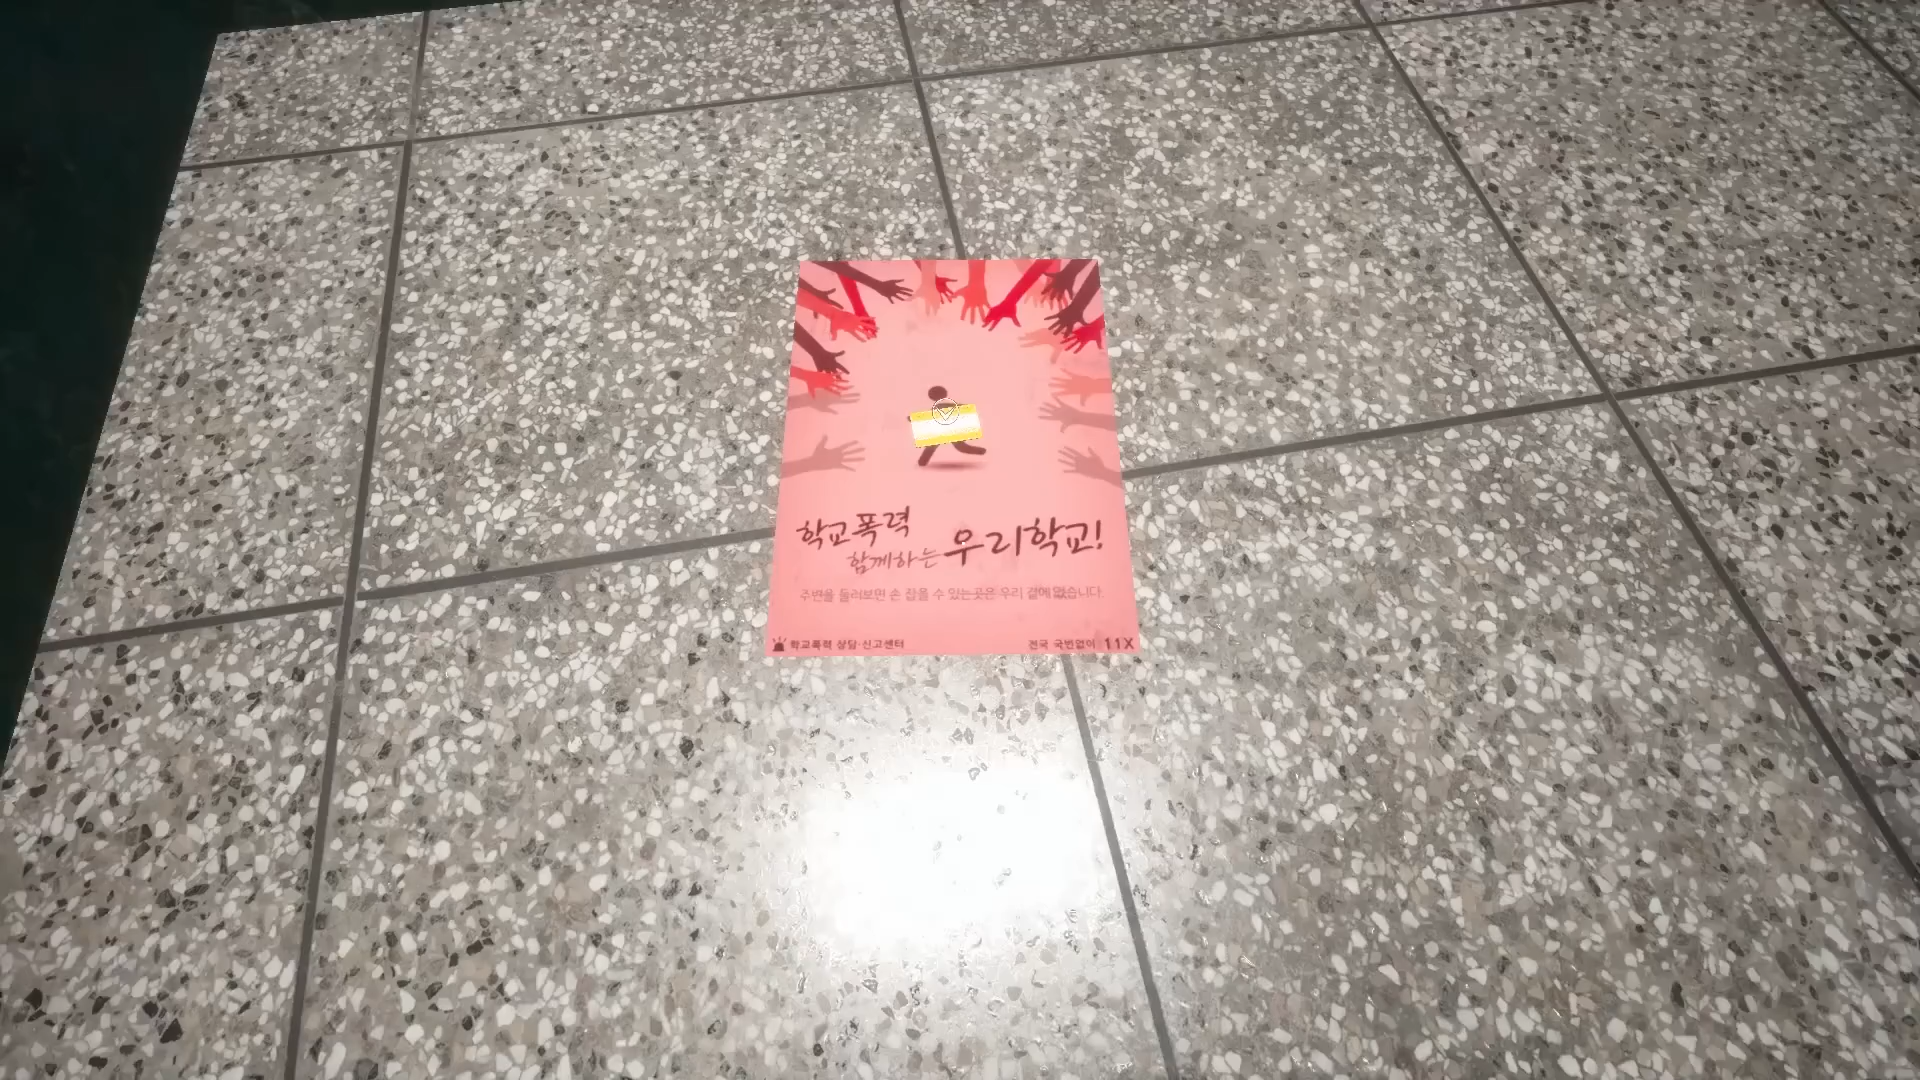 학교폭력
함께하는 우리학교!
주변을 둘러보면 손 잡을 수 있는곳은 우리 곁에 없습니다.
학교폭력 상담·신고센터
전국 국번없이 11X